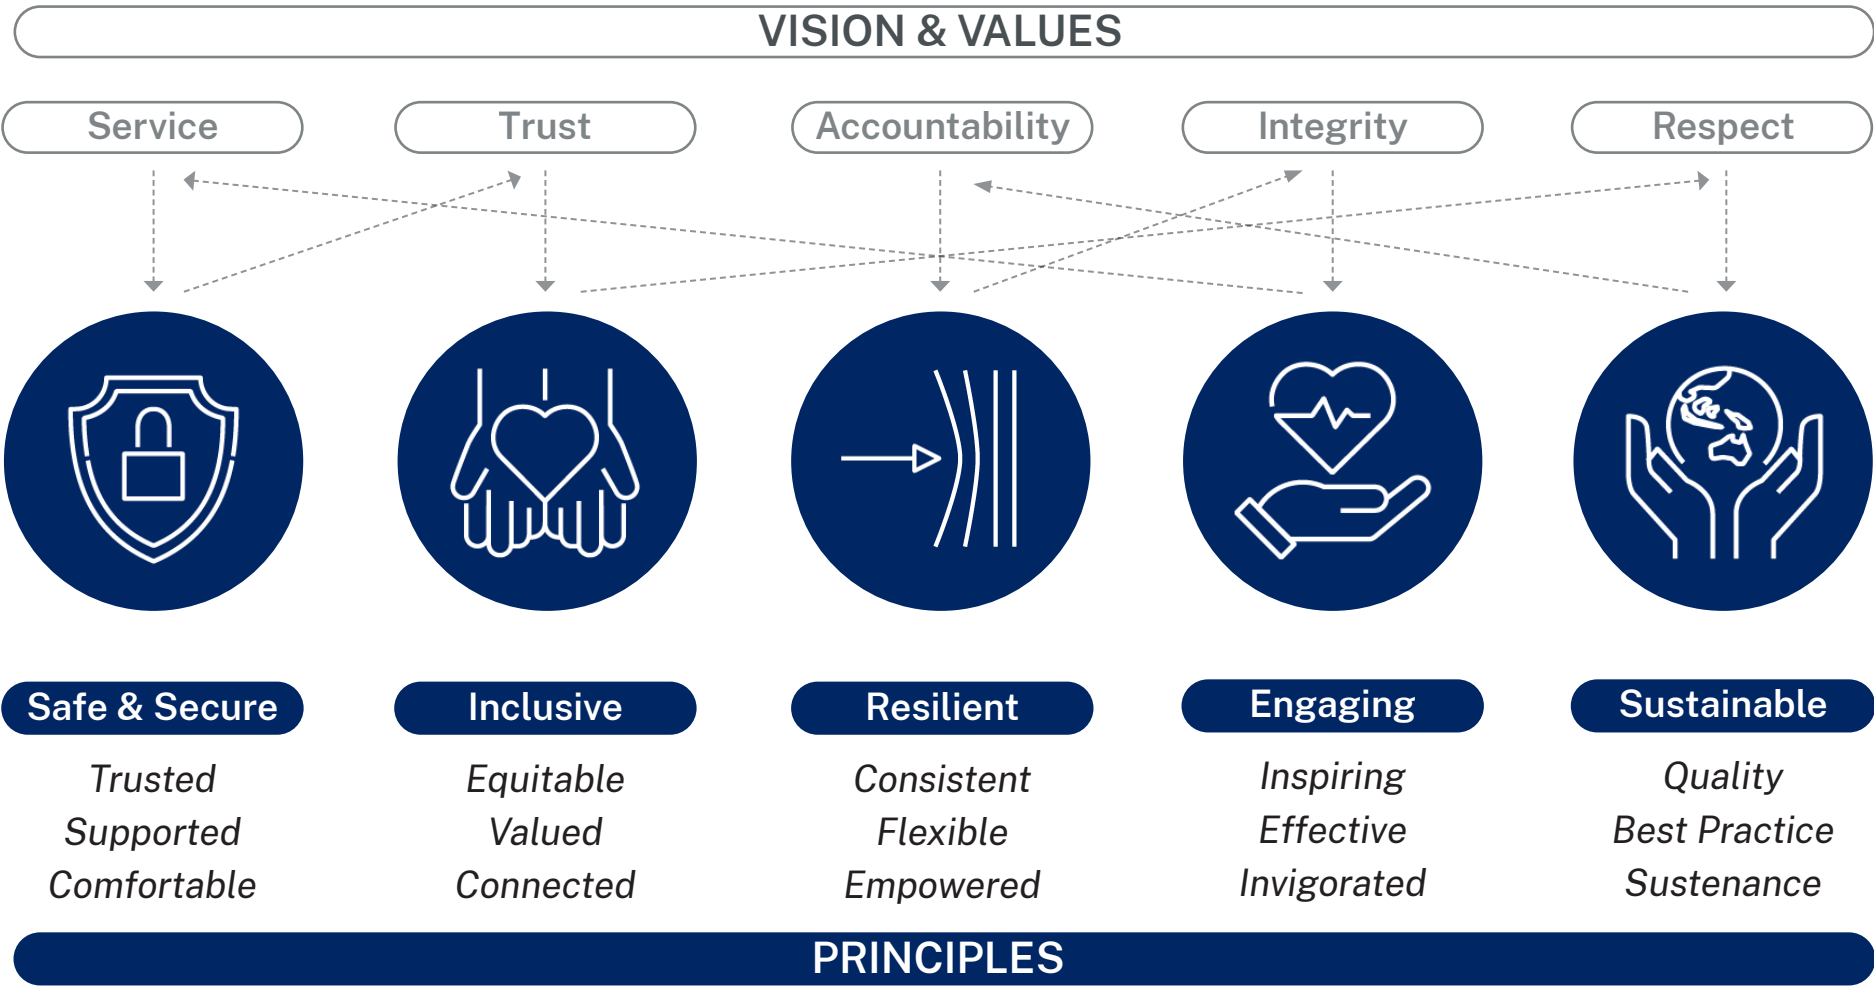 VISION & VALUES
Service
Trust
Accountability
Integrity
Respect
Safe & Secure
Trusted
Supported
Comfortable
Inclusive
Equitable
Valued
Connected
Resilient
Consistent
Flexible
Empowered
Engaging
Inspiring
Effective
Invigorated
Sustainable
Quality
Best Practice
Sustenance
PRINCIPLES